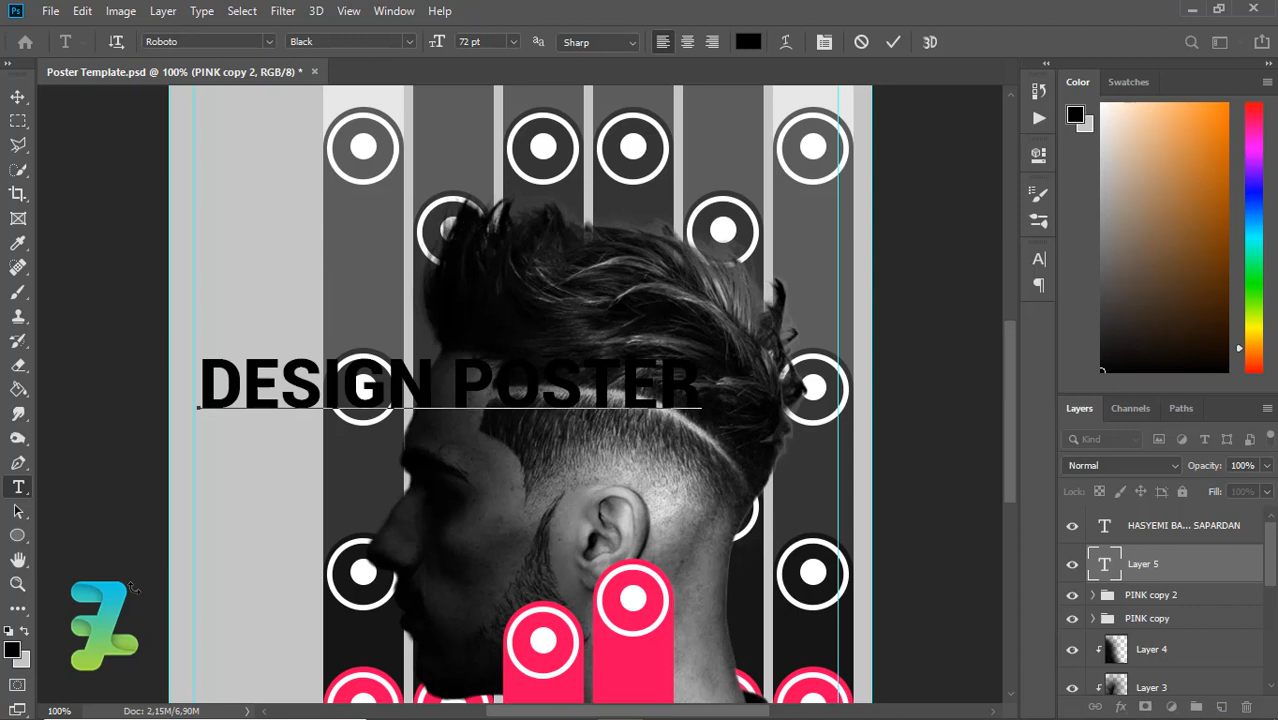 Ps File Edit Image Layer Type Select Filter 3D View Window Help
T Roboto Black 72 pt Sharp 3D
Poster Template.psd @ 100% (PINK copy 2, RGB/8) *
Color Swatches
DESIGN POSTER
Layers Channels Paths
Kind
Normal Opacity: 100%
Lock: Fill: 100%
T HASYEMI BA... SAPARDAN
T Layer 5
PINK copy 2
PINK copy
Layer 4
Layer 3
100% Doc: 2,15M/6,90M